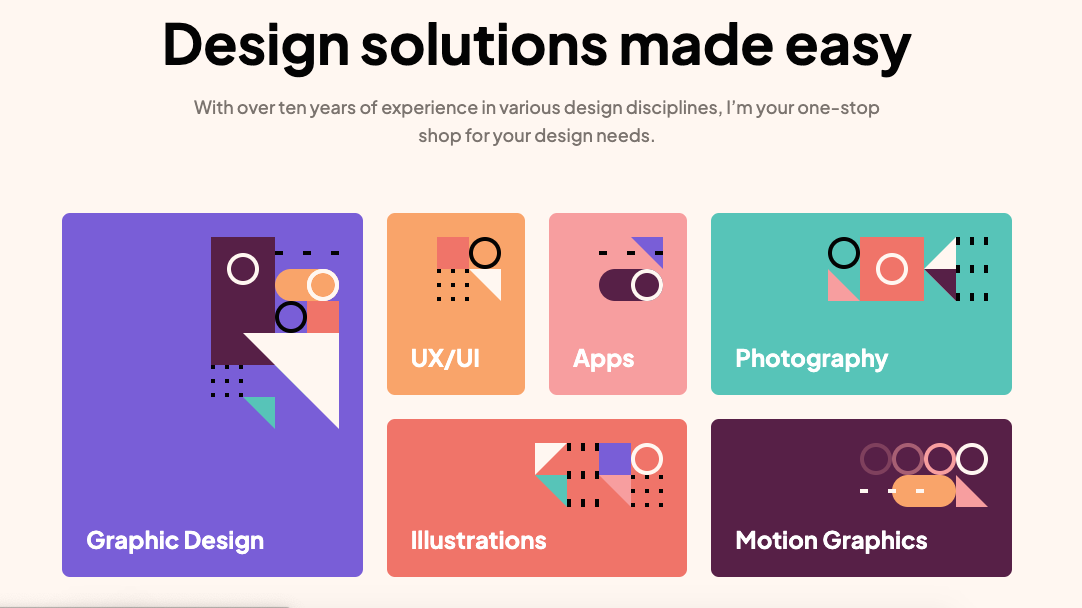 Design solutions made easy
With over ten years of experience in various design disciplines, I’m your one-stop
shop for your design needs.
UX/UI
Apps
Photography
Graphic Design
Illustrations
Motion Graphics